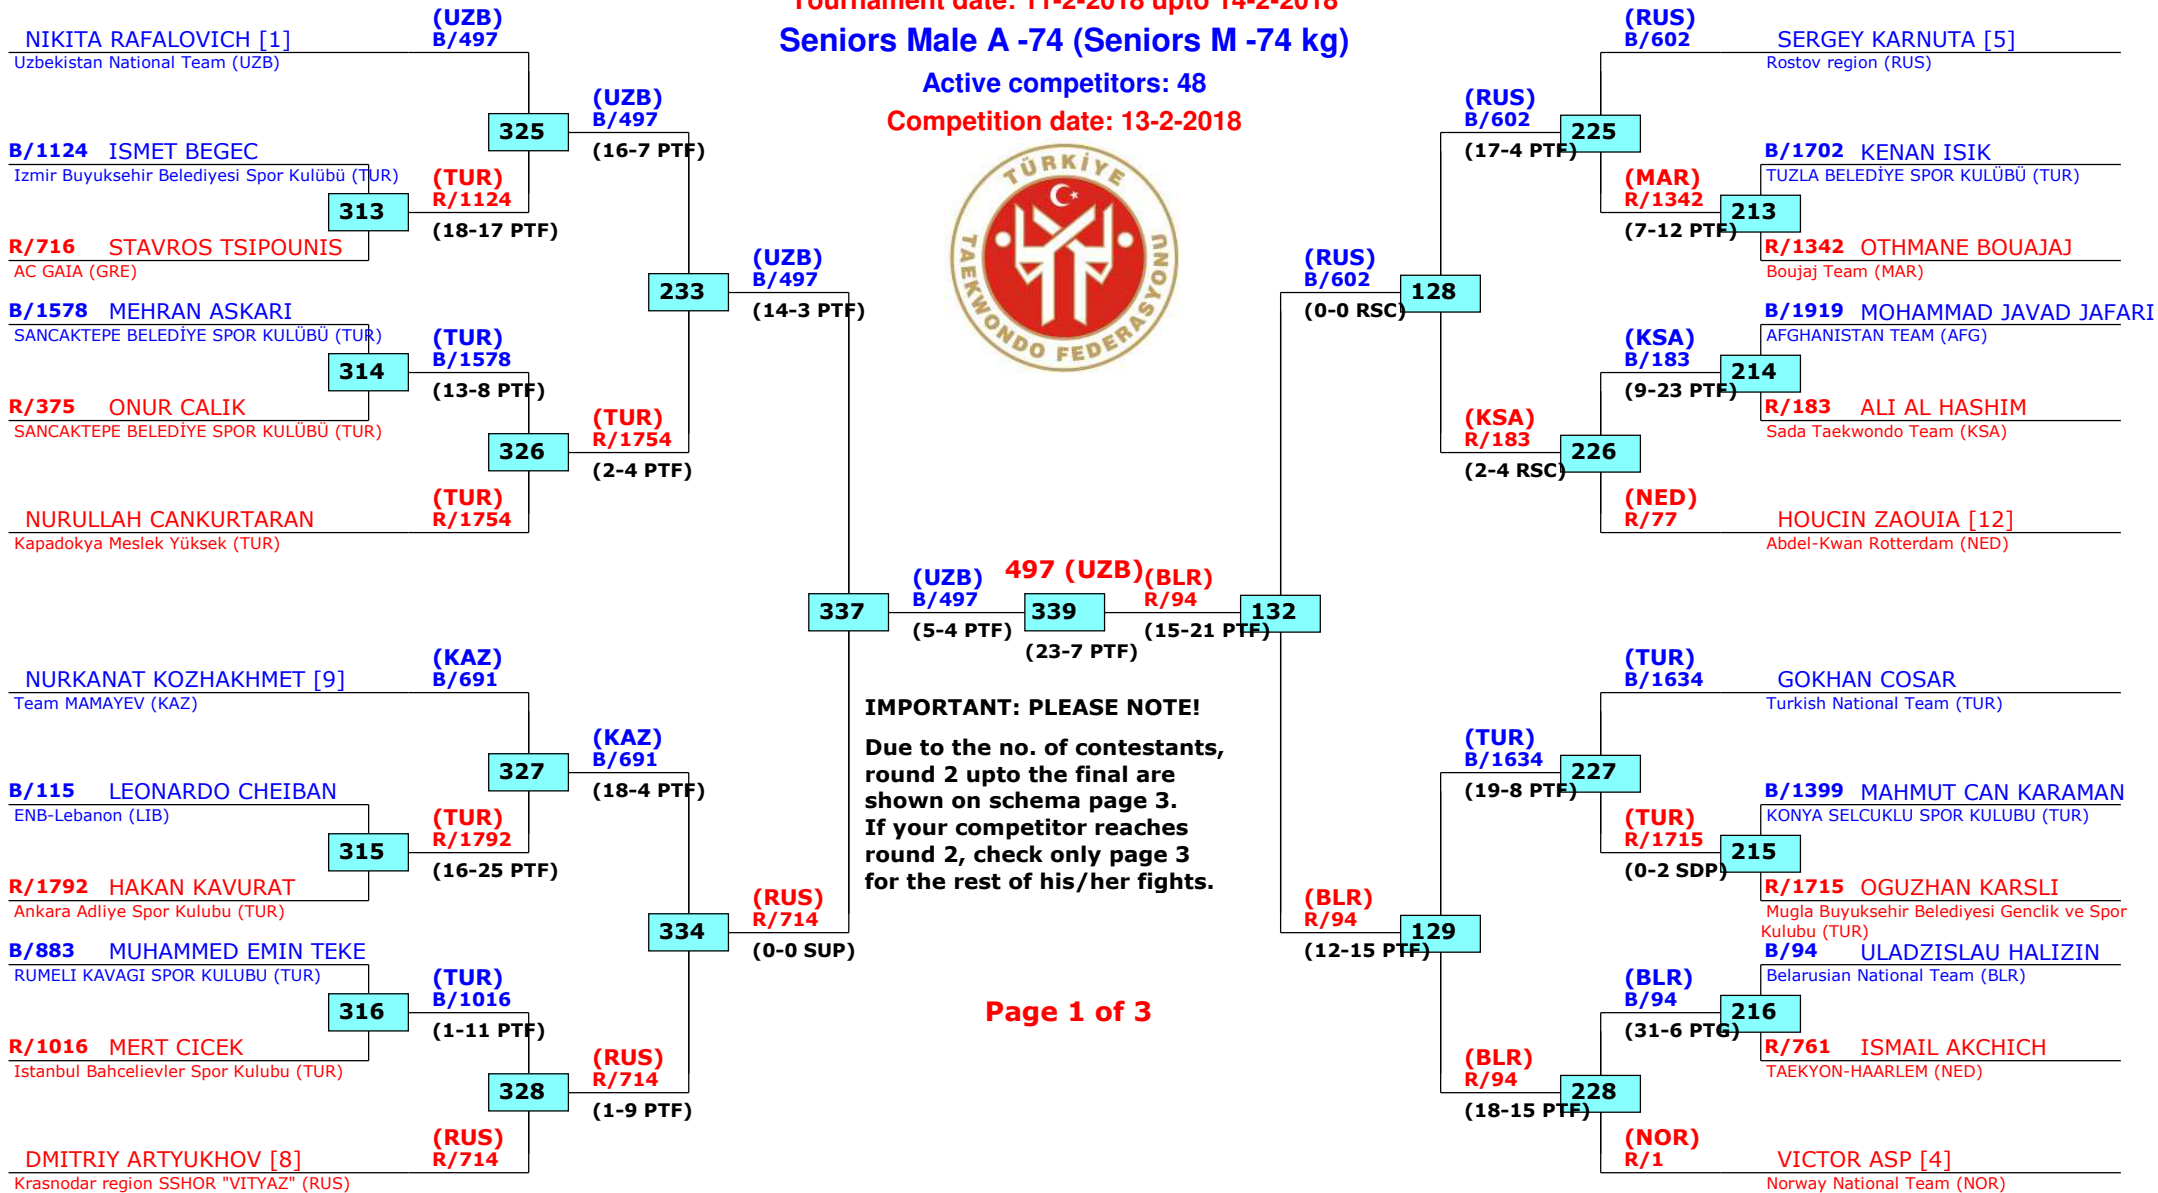 Tournament date: 11-2-2018 upto 14-2-2018
Seniors Male A -74 (Seniors M -74 kg)
Active competitors: 48
Competition date: 13-2-2018
TÜRKİYE
TAEKWONDO FEDERASYONU
NIKITA RAFALOVICH [1]
Uzbekistan National Team (UZB)
(UZB)
B/497
B/1124 ISMET BEGEC
Izmir Buyuksehir Belediyesi Spor Kulübü (TUR)
313
R/716 STAVROS TSIPOUNIS
AC GAIA (GRE)
(TUR)
R/1124
(18-17 PTF)
325
(UZB)
B/497
(16-7 PTF)
B/1578 MEHRAN ASKARI
SANCAKTEPE BELEDİYE SPOR KULÜBÜ (TUR)
314
R/375 ONUR CALIK
SANCAKTEPE BELEDİYE SPOR KULÜBÜ (TUR)
(TUR)
B/1578
(13-8 PTF)
326
NURULLAH CANKURTARAN
Kapadokya Meslek Yüksek (TUR)
(TUR)
R/1754
(TUR)
R/1754
(2-4 PTF)
233
(UZB)
B/497
(14-3 PTF)
NURKANAT KOZHAKHMET [9]
Team MAMAYEV (KAZ)
(KAZ)
B/691
B/115 LEONARDO CHEIBAN
ENB-Lebanon (LIB)
315
R/1792 HAKAN KAVURAT
Ankara Adliye Spor Kulubu (TUR)
(TUR)
R/1792
(16-25 PTF)
327
(KAZ)
B/691
(18-4 PTF)
B/883 MUHAMMED EMIN TEKE
RUMELI KAVAGI SPOR KULUBU (TUR)
316
R/1016 MERT CICEK
Istanbul Bahcelievler Spor Kulubu (TUR)
(TUR)
B/1016
(1-11 PTF)
328
DMITRIY ARTYUKHOV [8]
Krasnodar region SSHOR "VITYAZ" (RUS)
(RUS)
R/714
(RUS)
R/714
(1-9 PTF)
334
(RUS)
R/714
(0-0 SUP)
337
(UZB)
B/497
(5-4 PTF)
497 (UZB)
339
(23-7 PTF)
(BLR)
R/94
(15-21 PTF)
132
IMPORTANT: PLEASE NOTE!
Due to the no. of contestants,
round 2 upto the final are
shown on schema page 3.
If your competitor reaches
round 2, check only page 3
for the rest of his/her fights.
Page 1 of 3
(RUS)
B/602
(0-0 RSC)
128
(RUS)
B/602
(17-4 PTF)
225
(RUS)
B/602
SERGEY KARNUTA [5]
Rostov region (RUS)
(MAR)
R/1342
(7-12 PTF)
213
B/1702 KENAN ISIK
TUZLA BELEDİYE SPOR KULÜBÜ (TUR)
R/1342 OTHMANE BOUAJAJ
Boujaj Team (MAR)
B/1919 MOHAMMAD JAVAD JAFARI
AFGHANISTAN TEAM (AFG)
(KSA)
B/183
(9-23 PTF)
214
R/183 ALI AL HASHIM
Sada Taekwondo Team (KSA)
(KSA)
R/183
(2-4 RSC)
226
(NED)
R/77
HOUCIN ZAOUIA [12]
Abdel-Kwan Rotterdam (NED)
(TUR)
B/1634
GOKHAN COSAR
Turkish National Team (TUR)
(TUR)
B/1634
(19-8 PTF)
227
B/1399 MAHMUT CAN KARAMAN
KONYA SELCUKLU SPOR KULUBU (TUR)
(TUR)
R/1715
(0-2 SDP)
215
R/1715 OGUZHAN KARSLI
Mugla Buyuksehir Belediyesi Genclik ve Spor
Kulubu (TUR)
(BLR)
R/94
(12-15 PTF)
129
B/94 ULADZISLAU HALIZIN
Belarusian National Team (BLR)
(BLR)
B/94
(31-6 PTG)
216
R/761 ISMAIL AKCHICH
TAEKYON-HAARLEM (NED)
(BLR)
R/94
(18-15 PTF)
228
(NOR)
R/1
VICTOR ASP [4]
Norway National Team (NOR)